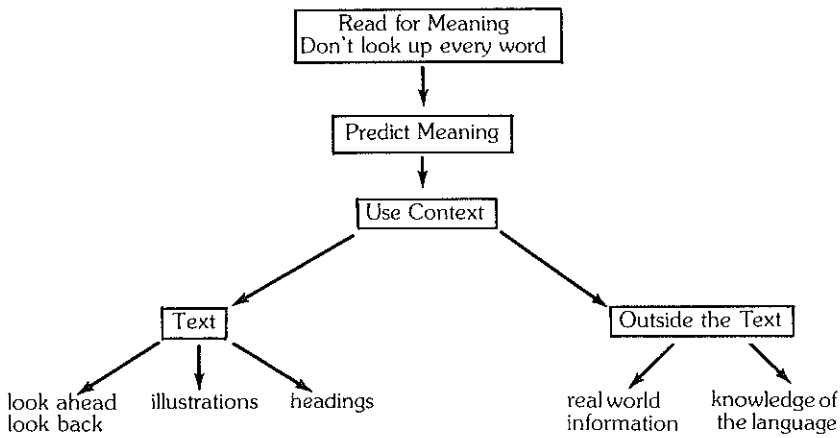 Read for Meaning
Don't look up every word
Predict Meaning
Use Context
Text
Outside the Text
look ahead
look back
illustrations
headings
real world
information
knowledge of
the language